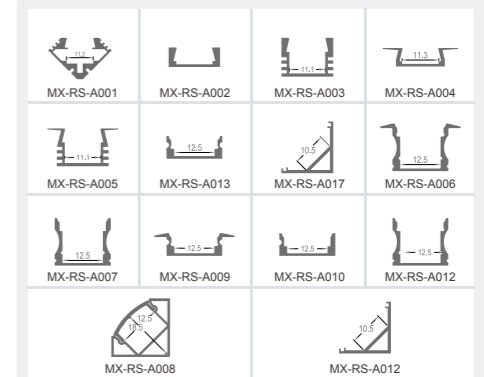 11.2
MX-RS-A001
MX-RS-A002
11.1
MX-RS-A003
11.3
MX-RS-A004
11.1
MX-RS-A005
12.5
MX-RS-A013
10.5
MX-RS-A017
12.5
MX-RS-A006
12.5
MX-RS-A007
12.5
MX-RS-A009
12.5
MX-RS-A010
12.5
MX-RS-A012
12.5
18.5
MX-RS-A008
10.5
MX-RS-A012